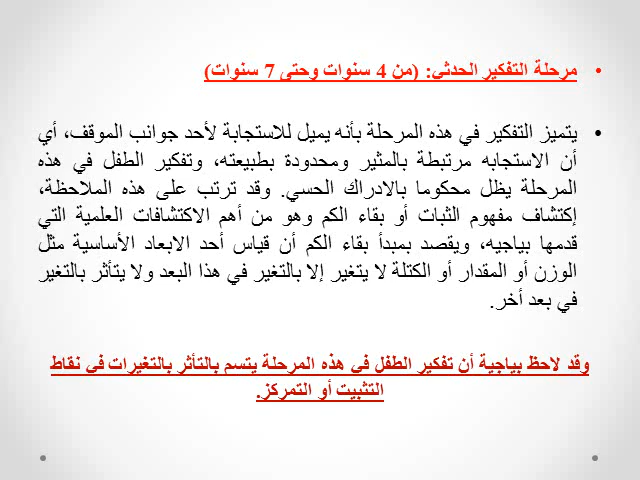 • مرحلة التفكير الحدثي: (من 4 سنوات وحتى 7 سنوات)
• يتميز التفكير في هذه المرحلة بأنه يميل للاستجابة لأحد جوانب الموقف، أي
أن الاستجابه مرتبطة بالمثير ومحدودة بطبيعته، وتفكير الطفل في هذه
المرحلة يظل محكوما بالادراك الحسي. وقد ترتب على هذه الملاحظة،
إكتشاف مفهوم الثبات أو بقاء الكم وهو من أهم الاكتشافات العلمية التي
قدمها بياجيه، ويقصد بمبدأ بقاء الكم أن قياس أحد الابعاد الأساسية مثل
الوزن أو المقدار أو الكتلة لا يتغير إلا بالتغير في هذا البعد ولا يتأثر بالتغير
في بعد أخر.
وقد لاحظ بياجية أن تفكير الطفل في هذه المرحلة يتسم بالتأثر بالتغيرات في نقاط
التثبيت أو التمركز.